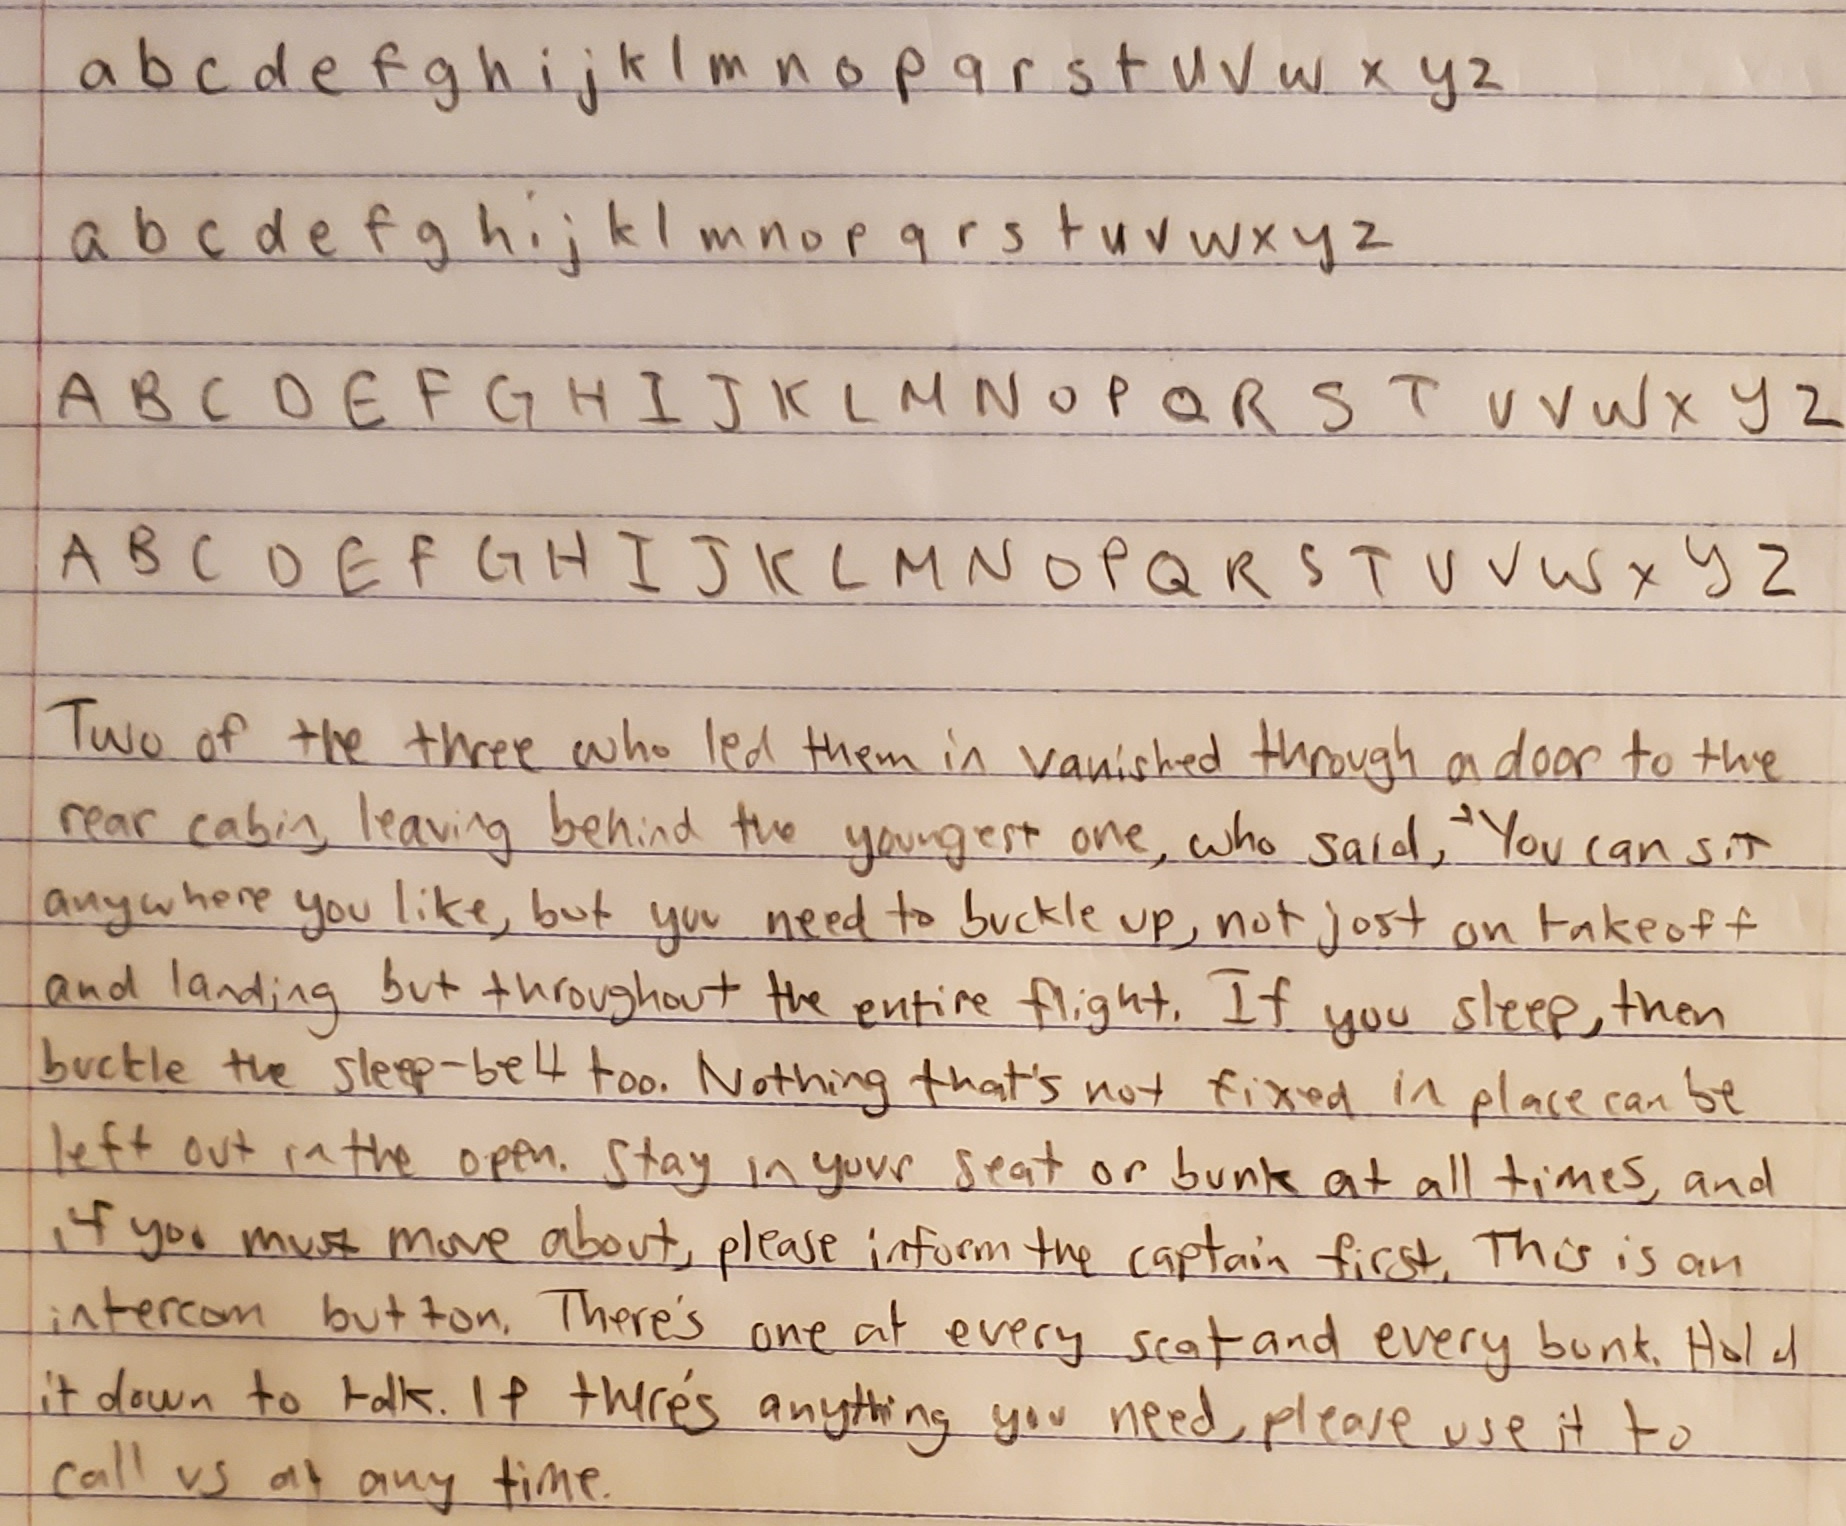 a b c d e f g h i j k l m n o p q r s t u v w x y z
a b c d e f g h i j k l m n o p q r s t u v w x y z
A B C D E F G H I J K L M N O P Q R S T U V W X Y Z
A B C D E F G H I J K L M N O P Q R S T U V W X Y Z
Two of the three who led them in vanished through a door to the
rear cabin, leaving behind the youngest one, who said, "You can sit
anywhere you like, but you need to buckle up, not just on takeoff
and landing but throughout the entire flight. If you sleep, then
buckle the sleep-belt too. Nothing that's not fixed in place can be
left out in the open. Stay in your seat or bunk at all times, and
if you must move about, please inform the captain first. This is an
intercom button. There's one at every seat and every bunk. Hold
it down to talk. If there's anything you need, please use it to
call us at any time.